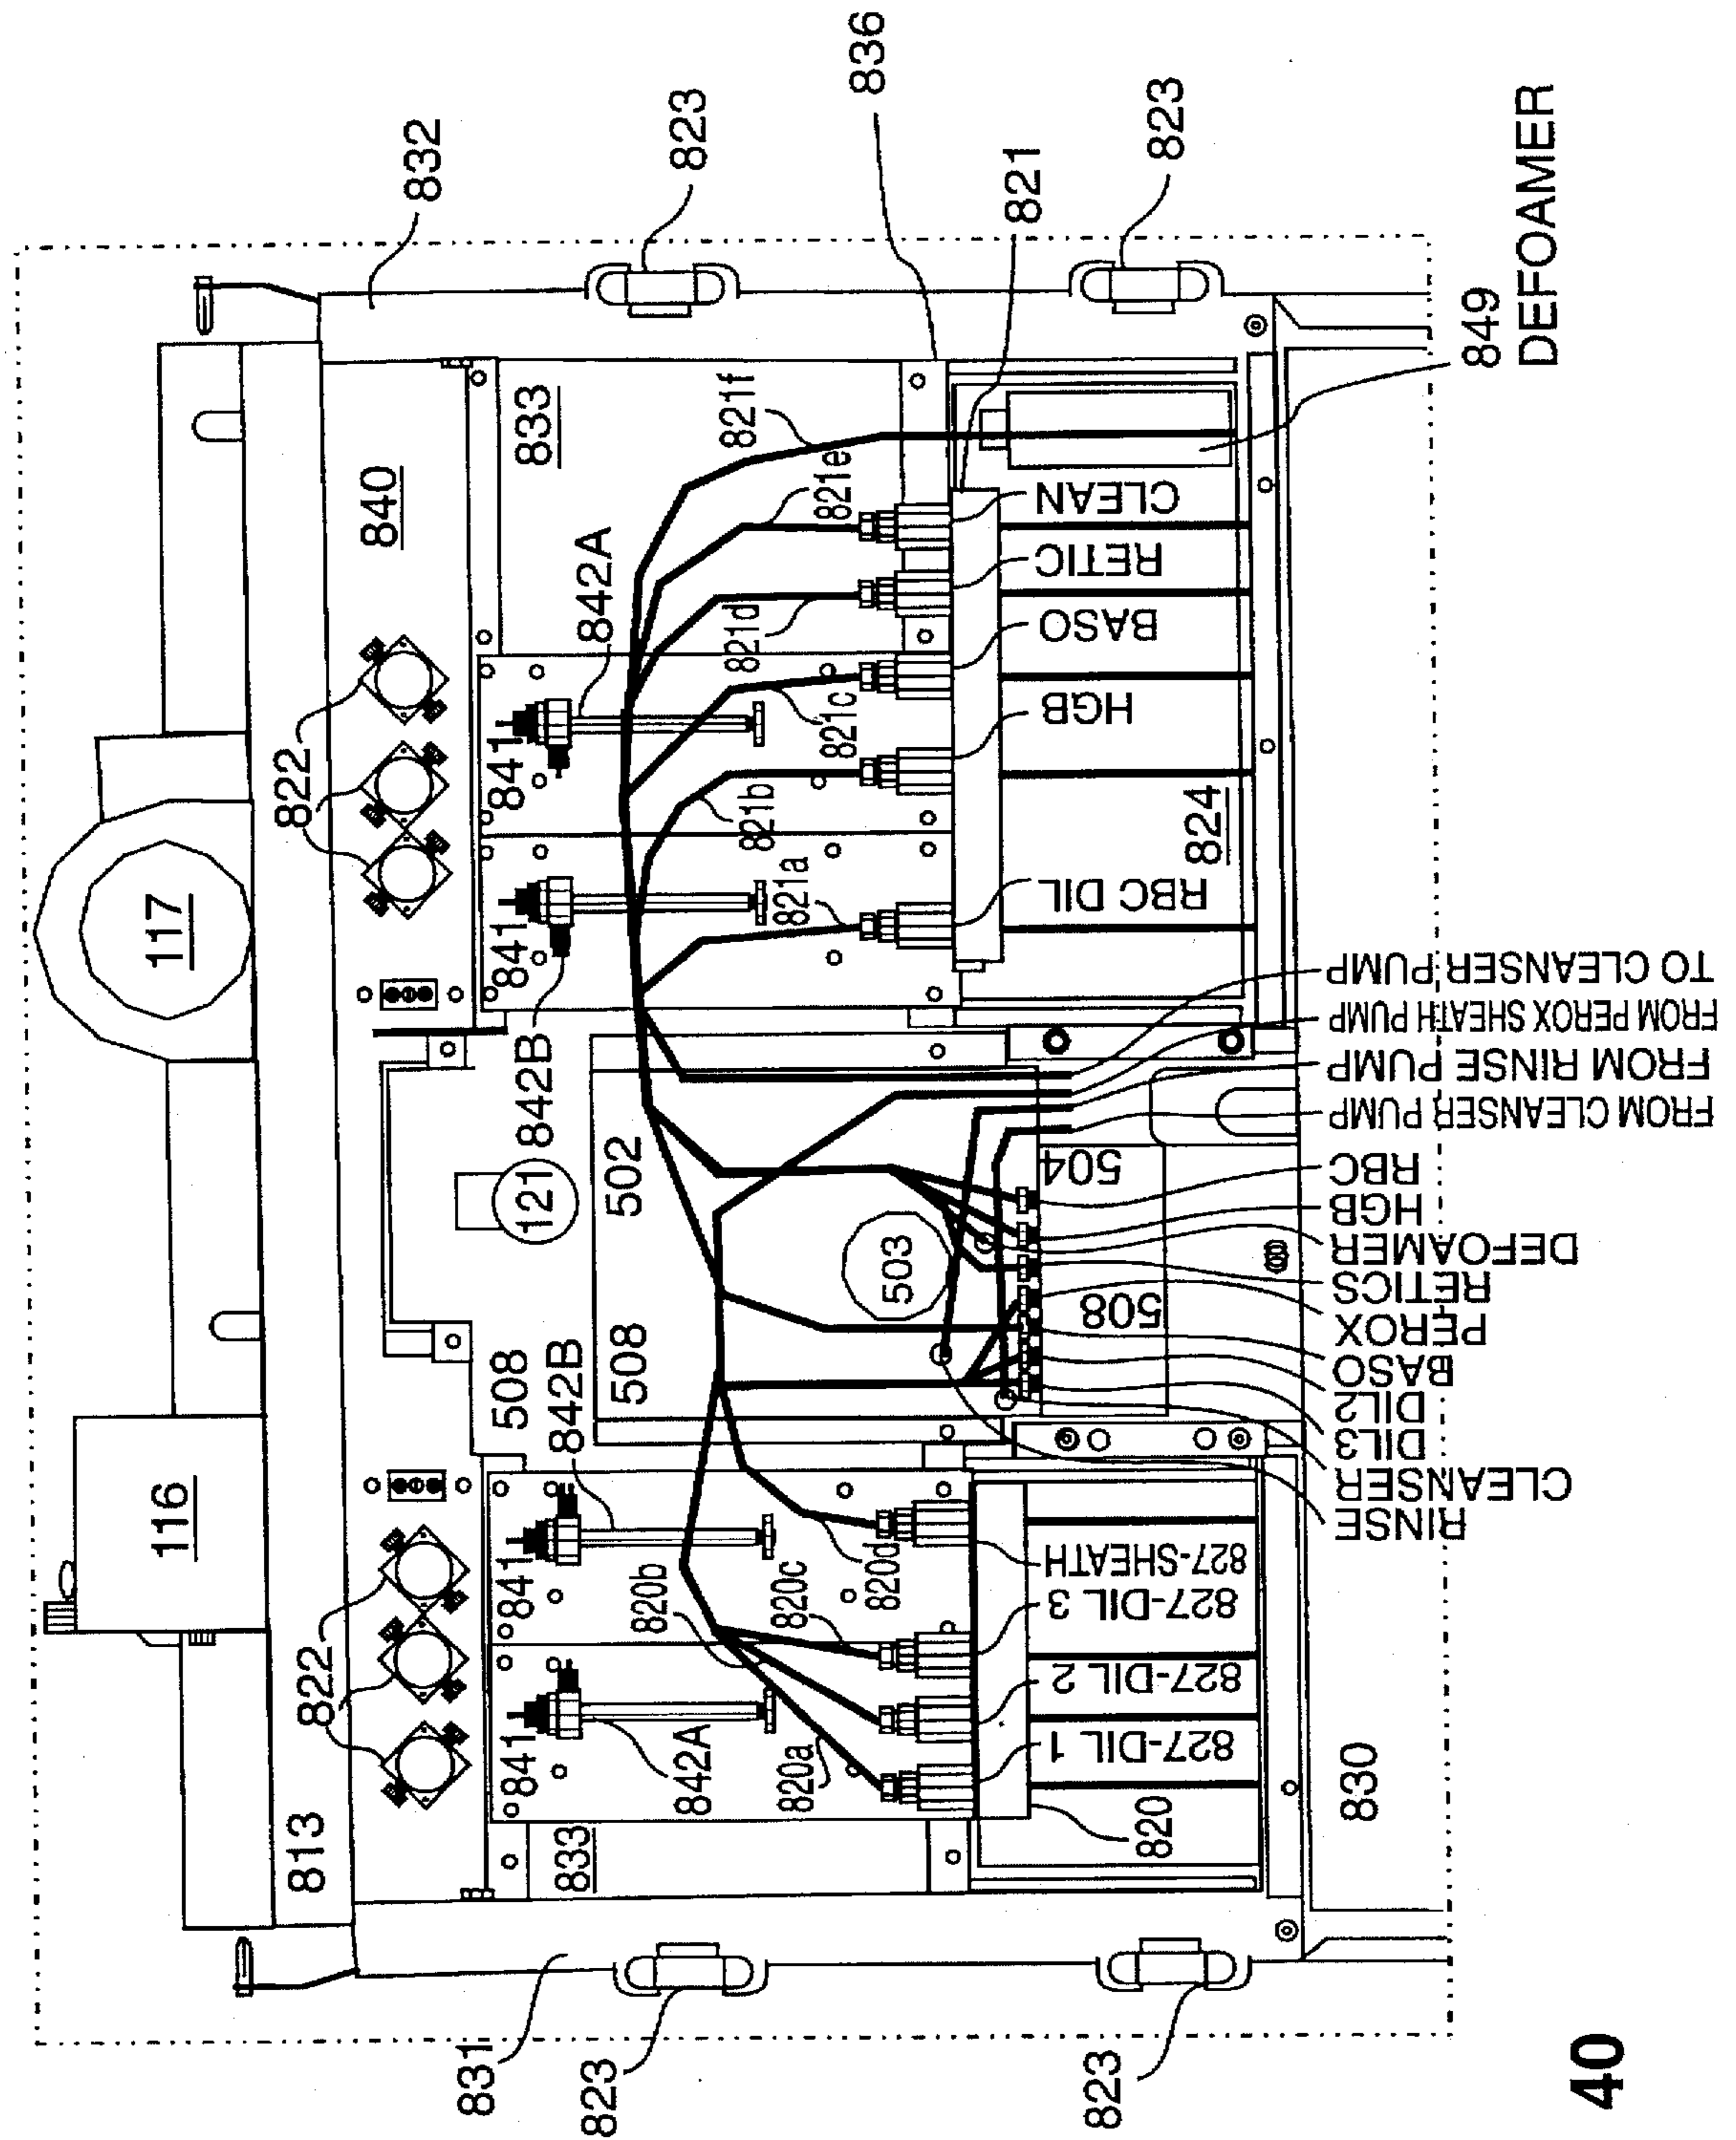 117
116
822
822
813
840
832
823
823
836
821
849
DEFOAMER
833
821f
821e
842A
821d
821c
821b
821a
841
841
842B
CLEAN
RETIC
BASO
HGB
RBC DIL
824
121
502
508
503
504
508
508
842B
841
841
842A
820b
820c
820d
820a
833
820
827-SHEATH
827-DIL 3
827-DIL 2
827-DIL 1
TO CLEANSER PUMP
FROM PEROX SHEATH PUMP
FROM RINSE PUMP
FROM CLEANSER PUMP
RBC
HGB
DEFOAMER
RETICS
PEROX
BASO
DIL2
DIL3
CLEANSER
RINSE
830
831
823
823
40